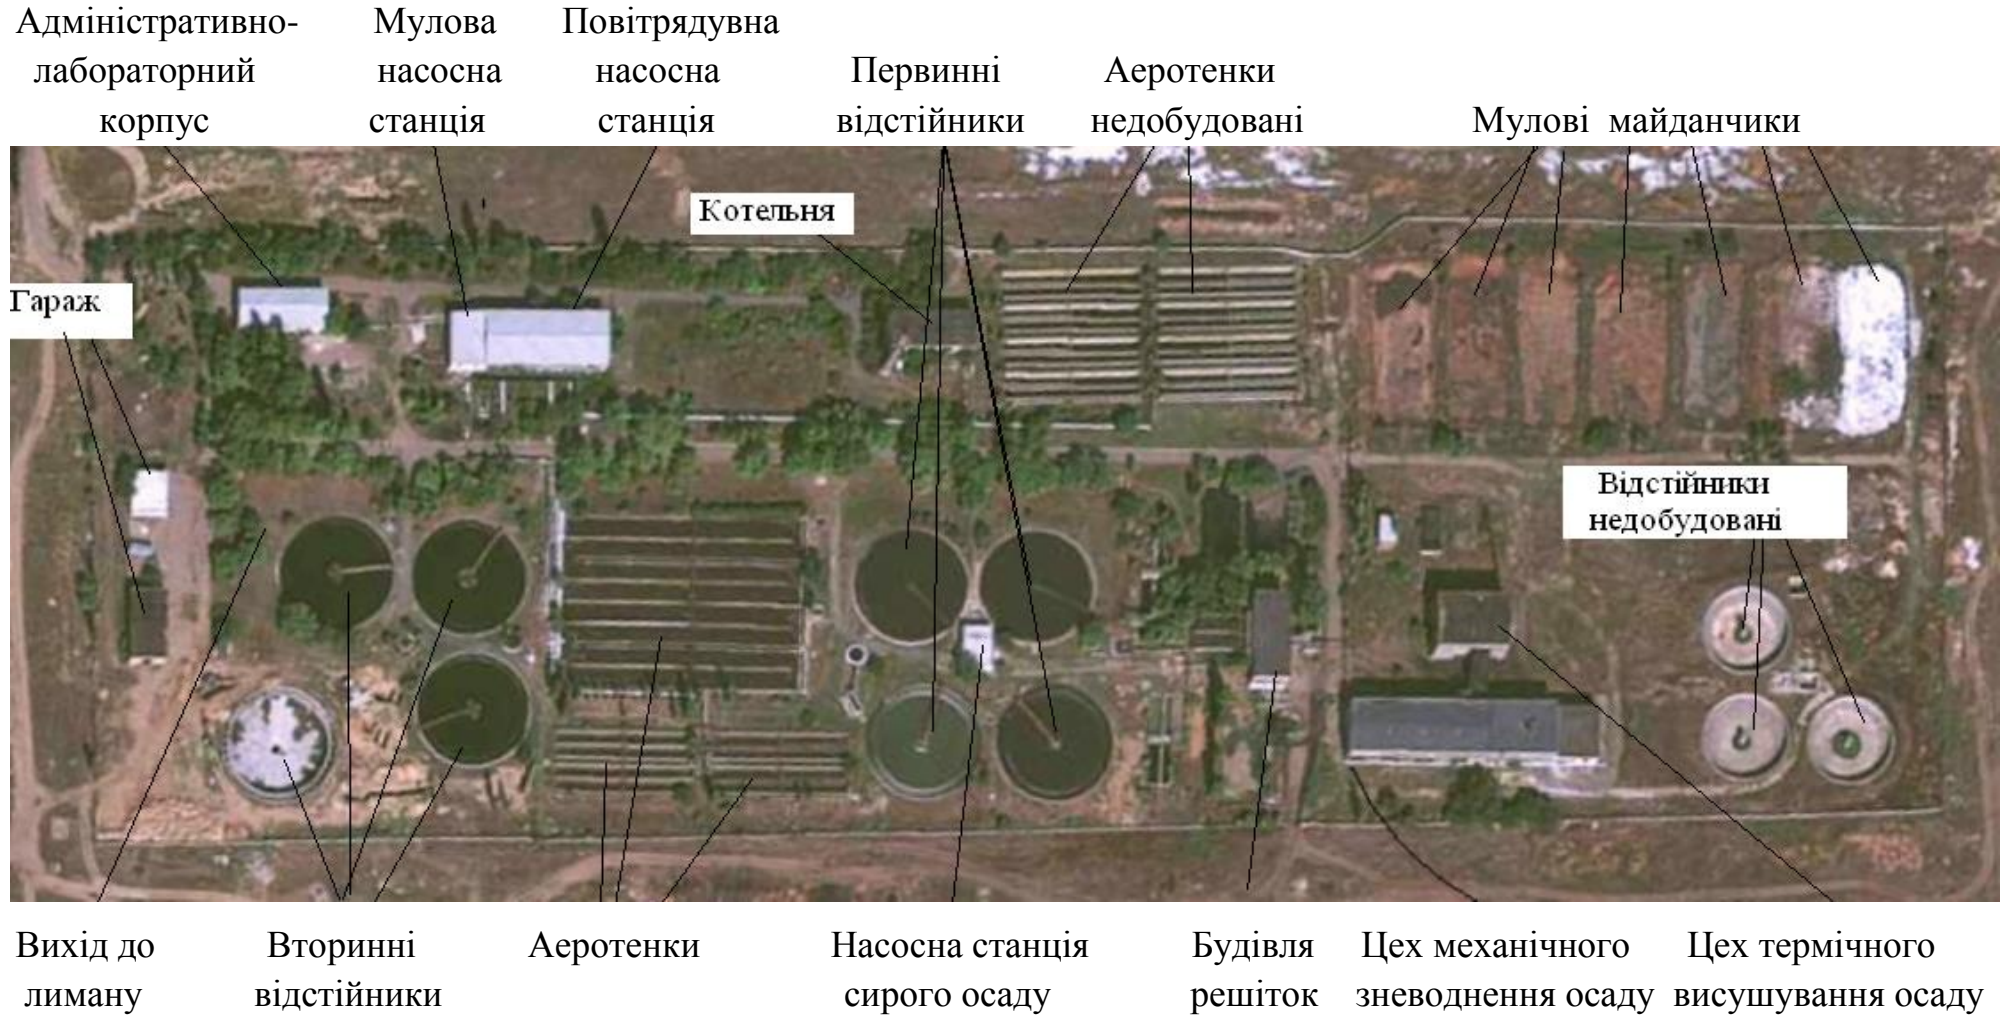 Адміністративно-
лабораторний
корпус
Мулова
насосна
станція
Повітрядувна
насосна
станція
Первинні
відстійники
Аеротенки
недобудовані
Мулові майданчики
Котельня
Гараж
Відстійники
недобудовані
Вихід до
лиману
Вторинні
відстійники
Аеротенки
Насосна станція
сирого осаду
Будівля
решіток
Цех механічного
зневоднення осаду
Цех термічного
висушування осаду